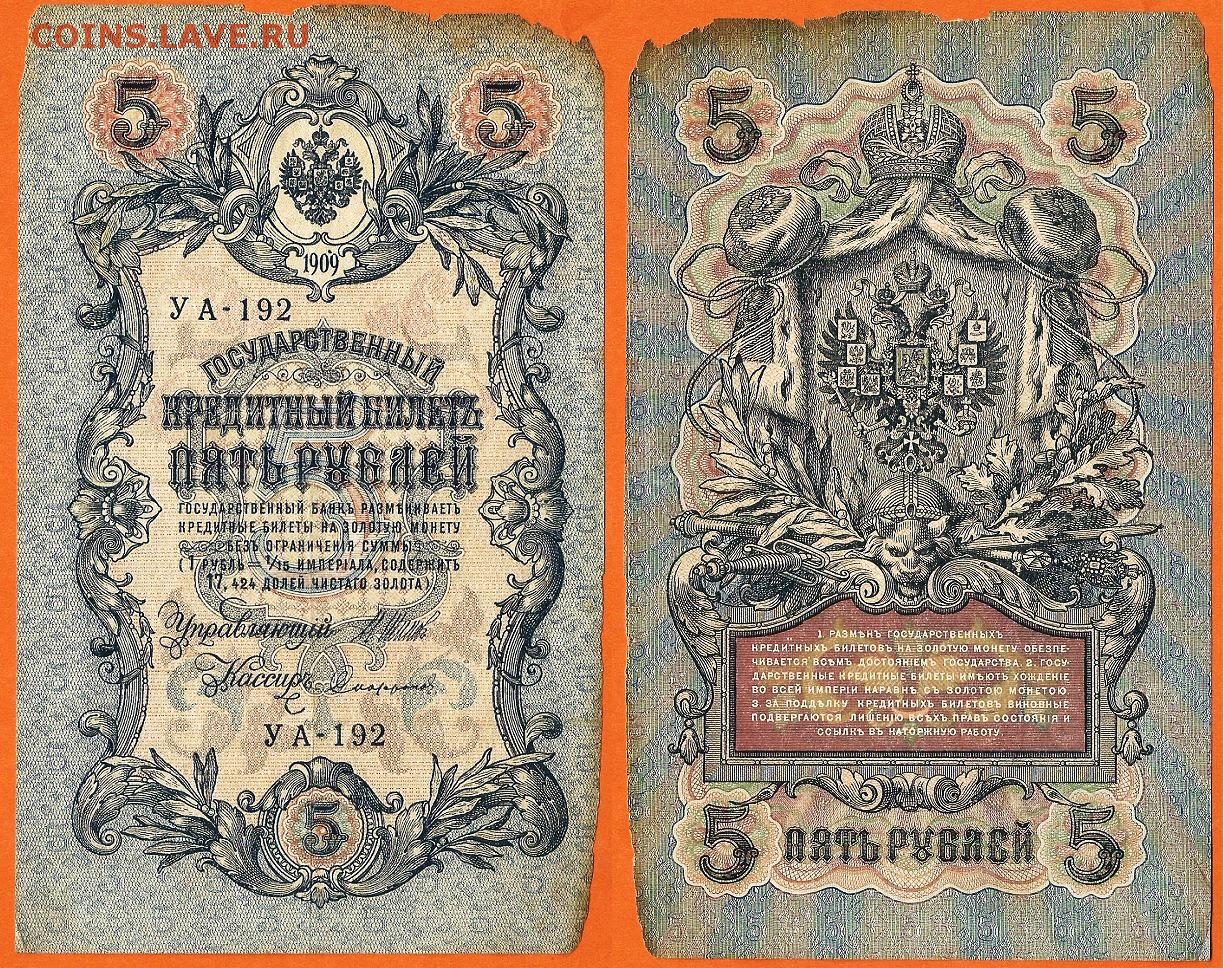 COINS.LAVE.RU
5 5
1909
УА-192
ГОСУДАРСТВЕННЫЙ
КРЕДИТНЫЙ БИЛЕТЪ
ПЯТЬ РУБЛЕЙ
ГОСУДАРСТВЕННЫЙ БАНКЪ РАЗМѢНИВАЕТЪ
КРЕДИТНЫЕ БИЛЕТЫ НА ЗОЛОТУЮ МОНЕТУ
БЕЗЪ ОГРАНИЧЕНІЯ СУММЫ
(1 РУБЛЬ = 1/15 ИМПЕРІАЛА, СОДЕРЖИТЪ
17,424 ДОЛЕЙ ЧИСТАГО ЗОЛОТА)
Управляющій
Кассиръ
УА-192
5
5 5
1. РАЗМѢНЪ ГОСУДАРСТВЕННЫХЪ
КРЕДИТНЫХЪ БИЛЕТОВЪ НА ЗОЛОТУЮ МОНЕТУ ОБЕЗПЕ-
ЧИВАЕТСЯ ВСѢМЪ ДОСТОЯНІЕМЪ ГОСУДАРСТВА. 2. ГОСУ-
ДАРСТВЕННЫЕ КРЕДИТНЫЕ БИЛЕТЫ ИМѢЮТЪ ХОЖДЕНІЕ
ВО ВСЕЙ ИМПЕРІИ НАРАВНѢ СЪ ЗОЛОТОЮ МОНЕТОЮ.
3. ЗА ПОДДѢЛКУ КРЕДИТНЫХЪ БИЛЕТОВЪ ВИНОВНЫЕ
ПОДВЕРГАЮТСЯ ЛИШЕНІЮ ВСѢХЪ ПРАВЪ СОСТОЯНІЯ И
ССЫЛКѢ ВЪ КАТОРЖНУЮ РАБОТУ.
5 ПЯТЬ РУБЛЕЙ 5